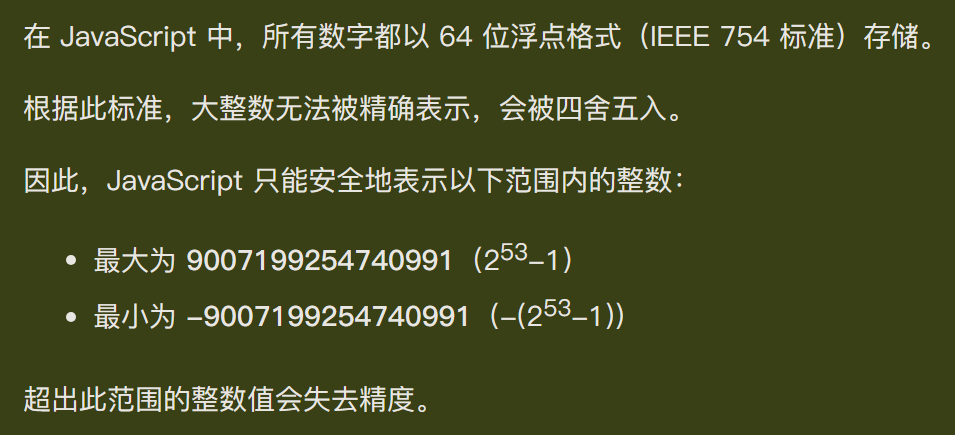 在 JavaScript 中，所有数字都以 64 位浮点格式（IEEE 754 标准）存储。
根据此标准，大整数无法被精确表示，会被四舍五入。
因此，JavaScript 只能安全地表示以下范围内的整数：
• 最大为 9007199254740991（2⁵³–1）
• 最小为 –9007199254740991（–(2⁵³–1)）
超出此范围的整数值会失去精度。